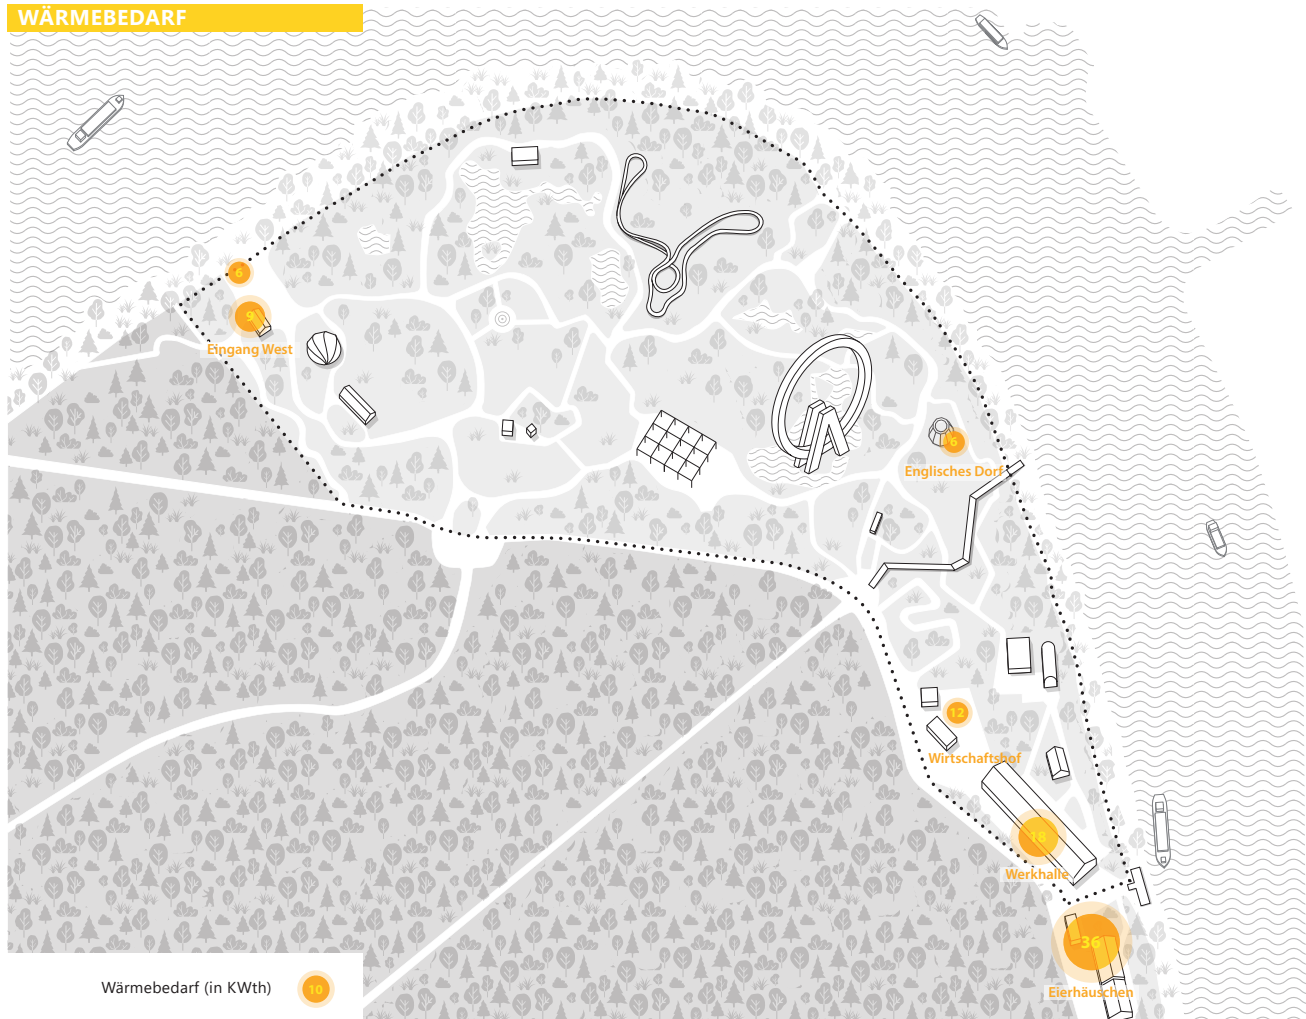 WÄRMEBEDARF
6
9
Eingang West
6
Englisches Dorf
12
Wirtschaftshof
18
Werkhalle
36
Eierhäuschen
Wärmebedarf (in KWth)
10